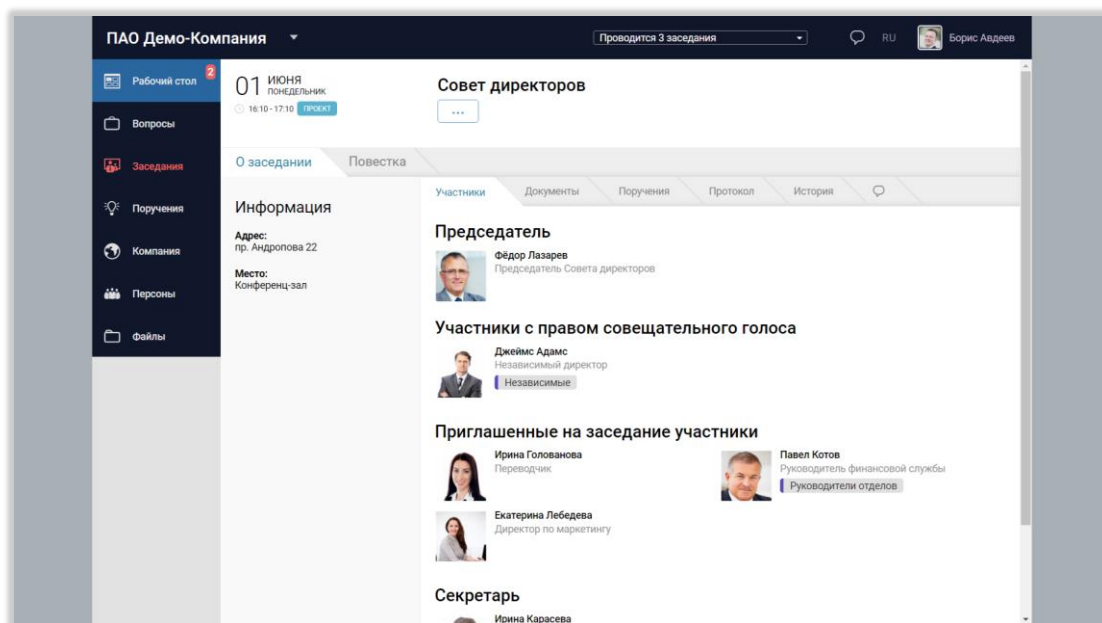 ПАО Демо-Компания
Проводится 3 заседания
RU
Борис Авдеев
Рабочий стол
2
Вопросы
Заседания
Поручения
Компания
Персоны
Файлы
01 ИЮНЯ
ПОНЕДЕЛЬНИК
16:10 - 17:10 ПРОЕКТ
Совет директоров
...
О заседании
Повестка
Информация
Адрес:
пр. Андропова 22
Место:
Конференц-зал
Участники
Документы
Поручения
Протокол
История
Председатель
Фёдор Лазарев
Председатель Совета директоров
Участники с правом совещательного голоса
Джеймс Адамс
Независимый директор
Независимые
Приглашенные на заседание участники
Ирина Голованова
Переводчик
Павел Котов
Руководитель финансовой службы
Руководители отделов
Екатерина Лебедева
Директор по маркетингу
Секретарь
Ирина Карасева